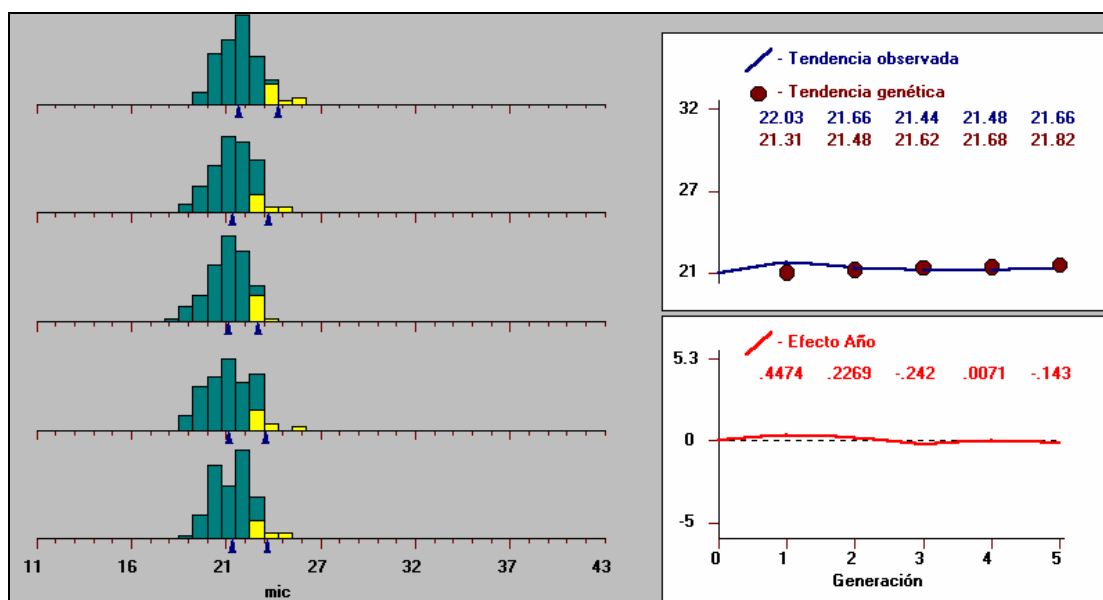 11 16 21 27 32 37 43
mic
- Tendencia observada
- Tendencia genética
22.03 21.66 21.44 21.48 21.66
21.31 21.48 21.62 21.68 21.82
32
27
21
- Efecto Año
5.3
.4474 .2269 -.242 .0071 -.143
0
-5
0 1 2 3 4 5
Generación